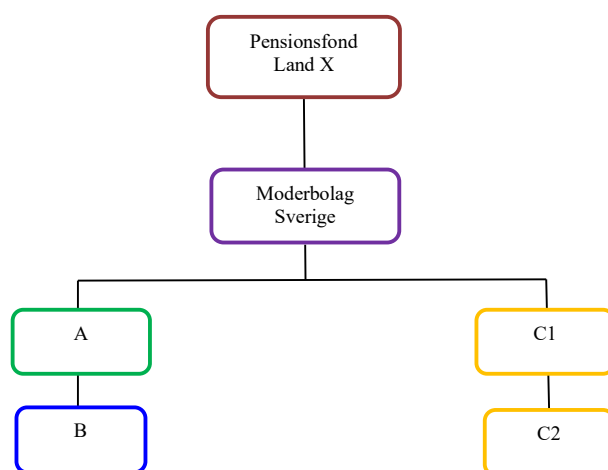 Pensionsfond
Land X
Moderbolag
Sverige
A
C1
B
C2